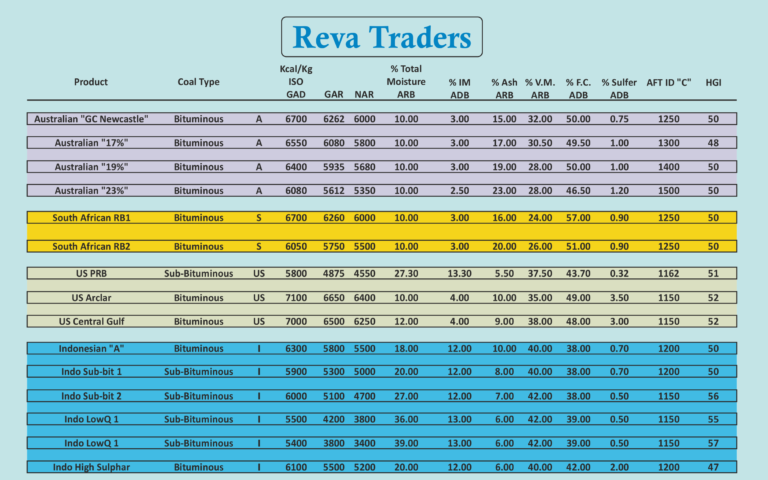 Reva Traders
Product Coal Type Kcal/Kg ISO GAD GAR NAR % Total Moisture ARB % IM ADB % Ash ARB % V.M. ARB % F.C. ADB % Sulfer ADB AFT ID "C" HGI
Australian "GC Newcastle" Bituminous A 6700 6262 6000 10.00 3.00 15.00 32.00 50.00 0.75 1250 50
Australian "17%" Bituminous A 6550 6080 5800 10.00 3.00 17.00 30.50 49.50 1.00 1300 48
Australian "19%" Bituminous A 6400 5935 5680 10.00 3.00 19.00 28.00 50.00 1.00 1400 50
Australian "23%" Bituminous A 6080 5612 5350 10.00 2.50 23.00 28.00 46.50 1.20 1500 50
South African RB1 Bituminous S 6700 6260 6000 10.00 3.00 16.00 24.00 57.00 0.90 1250 50
South African RB2 Bituminous S 6050 5750 5500 10.00 3.00 20.00 26.00 51.00 0.90 1250 50
US PRB Sub-Bituminous US 5800 4875 4550 27.30 13.30 5.50 37.50 43.70 0.32 1162 51
US Arclar Bituminous US 7100 6650 6400 10.00 4.00 10.00 35.00 49.00 3.50 1150 52
US Central Gulf Bituminous US 7000 6500 6250 12.00 4.00 9.00 38.00 48.00 3.00 1150 52
Indonesian "A" Bituminous I 6300 5800 5500 18.00 12.00 10.00 40.00 38.00 0.70 1200 50
Indo Sub-bit 1 Sub-Bituminous I 5900 5300 5000 20.00 12.00 8.00 40.00 38.00 0.70 1200 50
Indo Sub-bit 2 Sub-Bituminous I 6000 5100 4700 27.00 12.00 7.00 42.00 38.00 0.50 1150 56
Indo LowQ 1 Sub-Bituminous I 5500 4200 3800 36.00 13.00 6.00 42.00 39.00 0.50 1150 55
Indo LowQ 1 Sub-Bituminous I 5400 3800 3400 39.00 13.00 6.00 42.00 39.00 0.50 1150 57
Indo High Sulphar Bituminous I 6100 5500 5200 20.00 12.00 6.00 40.00 42.00 2.00 1200 47